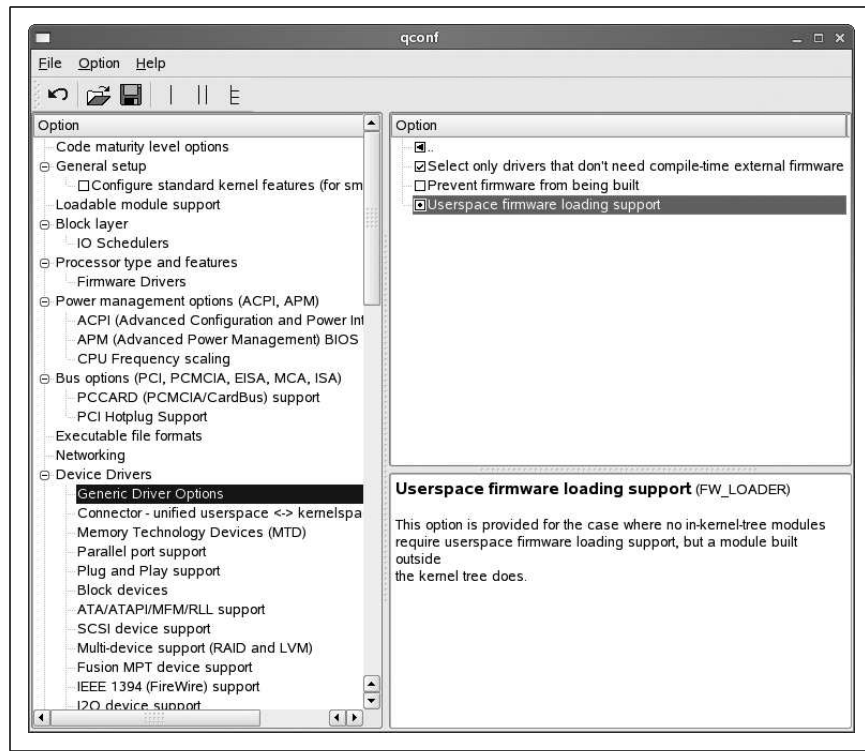 qconf
File Option Help
Option
Code maturity level options
General setup
Configure standard kernel features (for sm
Loadable module support
Block layer
IO Schedulers
Processor type and features
Firmware Drivers
Power management options (ACPI, APM)
ACPI (Advanced Configuration and Power Int
APM (Advanced Power Management) BIOS
CPU Frequency scaling
Bus options (PCI, PCMCIA, EISA, MCA, ISA)
PCCARD (PCMCIA/CardBus) support
PCI Hotplug Support
Executable file formats
Networking
Device Drivers
Generic Driver Options
Connector - unified userspace <-> kernelspa
Memory Technology Devices (MTD)
Parallel port support
Plug and Play support
Block devices
ATA/ATAPI/MFM/RLL support
SCSI device support
Multi-device support (RAID and LVM)
Fusion MPT device support
IEEE 1394 (FireWire) support
I2O device support
Option
..
Select only drivers that don't need compile-time external firmware
Prevent firmware from being built
Userspace firmware loading support
Userspace firmware loading support (FW_LOADER)
This option is provided for the case where no in-kernel-tree modules
require userspace firmware loading support, but a module built
outside
the kernel tree does.